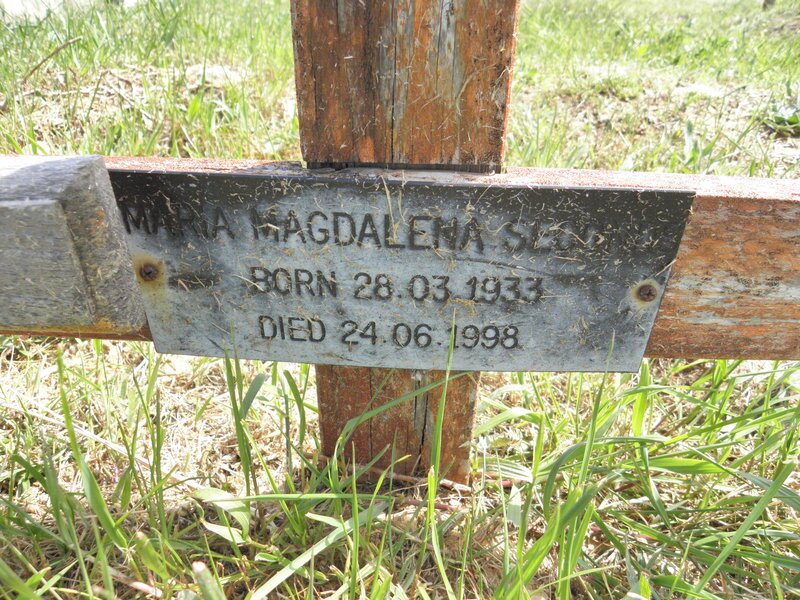 MARIA MAGDALENA
BORN 28.03.1933
DIED 24.06.1998